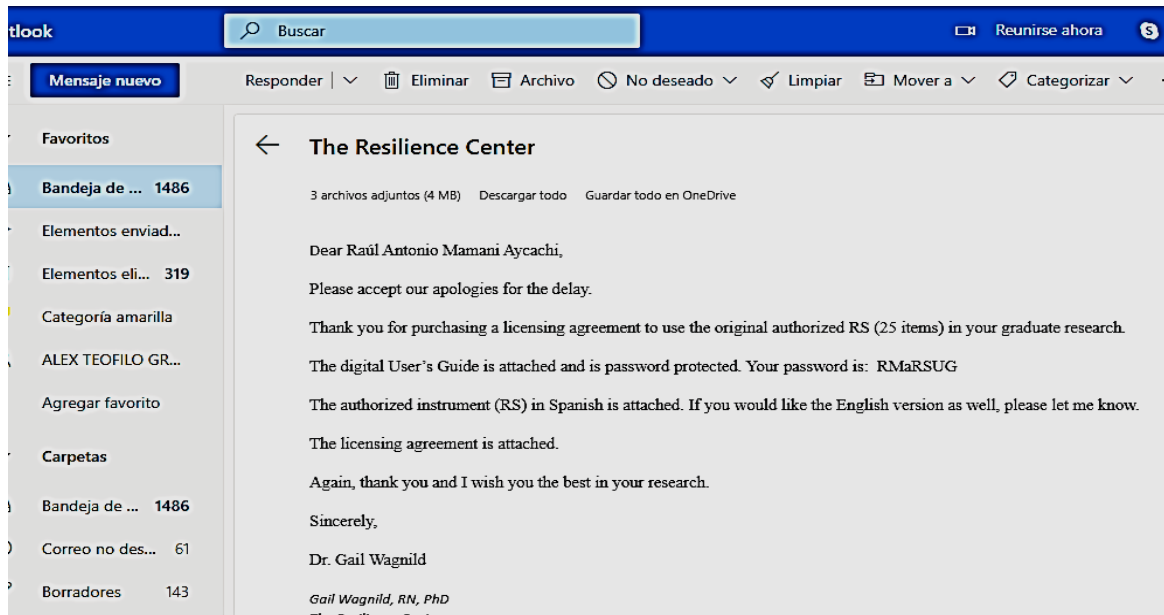 tlook
Buscar
Reunirse ahora
Mensaje nuevo
Responder
Eliminar
Archivo
No deseado
Limpiar
Mover a
Categorizar
Favoritos
Bandeja de ... 1486
Elementos enviad...
Elementos eli... 319
Categoría amarilla
ALEX TEOFILO GR...
Agregar favorito
Carpetas
Bandeja de ... 1486
Correo no des... 61
Borradores 143
The Resilience Center
3 archivos adjuntos (4 MB) Descargar todo Guardar todo en OneDrive
Dear Raúl Antonio Mamani Aycachi,
Please accept our apologies for the delay.
Thank you for purchasing a licensing agreement to use the original authorized RS (25 items) in your graduate research.
The digital User's Guide is attached and is password protected. Your password is: RMaRSUG
The authorized instrument (RS) in Spanish is attached. If you would like the English version as well, please let me know.
The licensing agreement is attached.
Again, thank you and I wish you the best in your research.
Sincerely,
Dr. Gail Wagnild
Gail Wagnild, RN, PhD